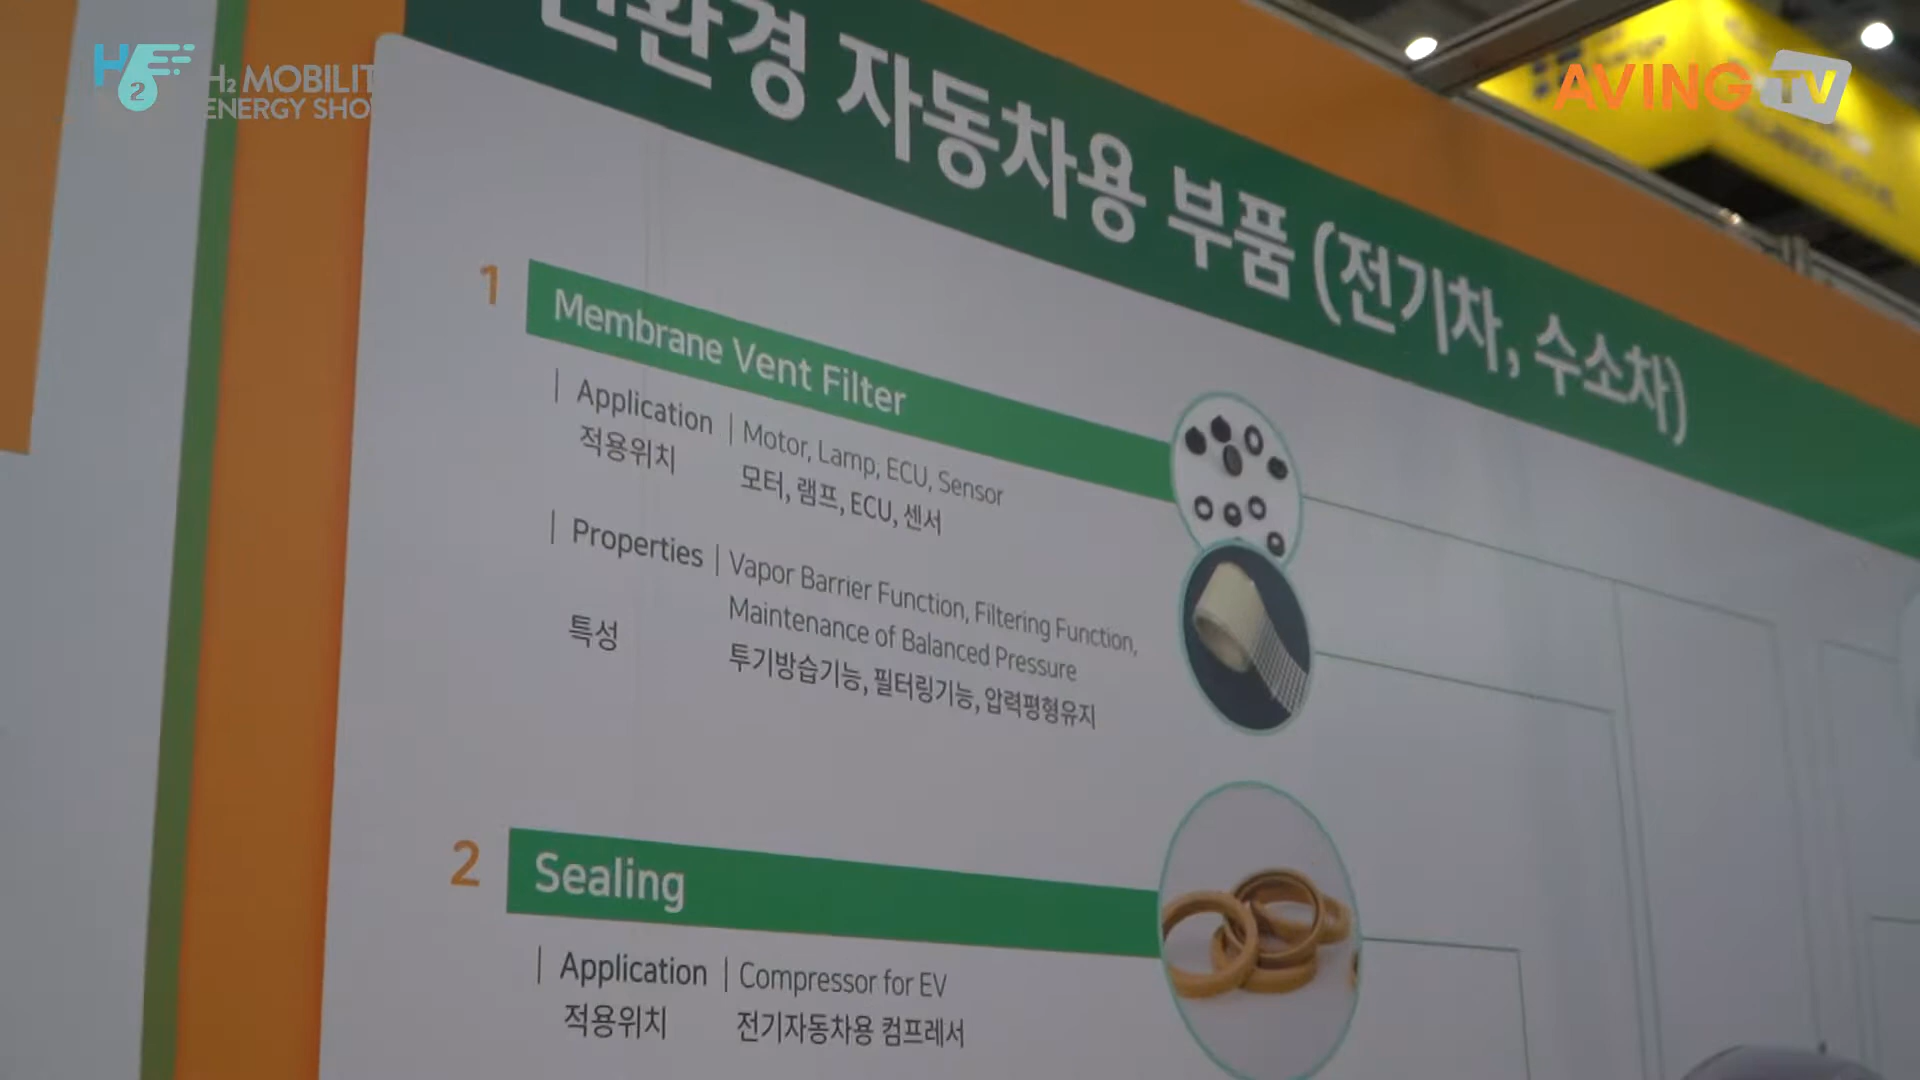 H₂ MOBILIT
ENERGY SHO
AVING TV
친환경 자동차용 부품 (전기차, 수소차)
1 Membrane Vent Filter
Application | Motor, Lamp, ECU, Sensor
적용위치 모터, 램프, ECU, 센서
Properties | Vapor Barrier Function, Filtering Function,
Maintenance of Balanced Pressure
특성 투기방습기능, 필터링기능, 압력평형유지
2 Sealing
Application | Compressor for EV
적용위치 전기자동차용 컴프레서